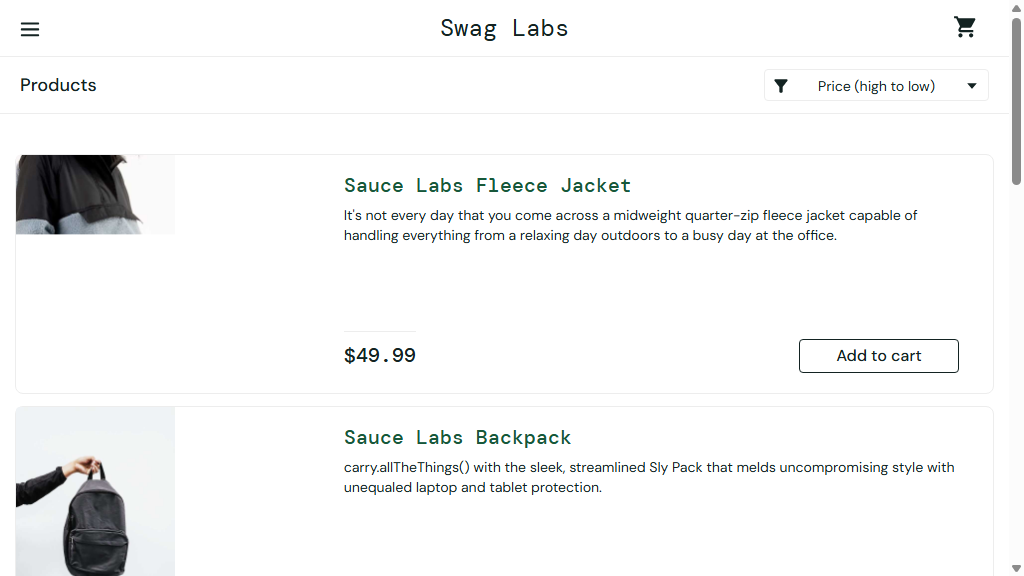 Swag Labs
Products
Price (high to low)
Sauce Labs Fleece Jacket
It's not every day that you come across a midweight quarter-zip fleece jacket capable of
handling everything from a relaxing day outdoors to a busy day at the office.
$49.99
Add to cart
Sauce Labs Backpack
carry.allTheThings() with the sleek, streamlined Sly Pack that melds uncompromising style with
unequaled laptop and tablet protection.